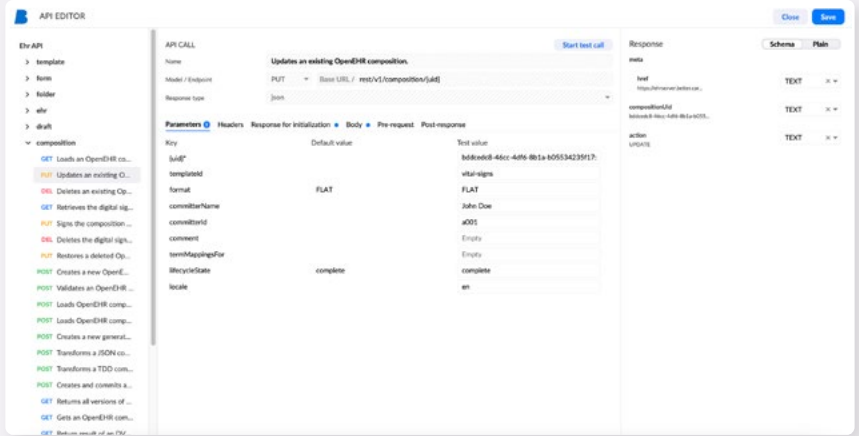 API EDITOR
Close
Save
Ehr API
template
form
folder
ehr
draft
composition
GET Loads an OpenEHR co...
PUT Updates an existing O...
DEL Deletes an existing Op...
GET Retrieves the digital sig...
PUT Signs the composition ...
DEL Deletes the digital sign...
PUT Restores a deleted Op...
POST Creates a new OpenE...
POST Validates an OpenEHR ...
POST Loads OpenEHR comp...
POST Loads OpenEHR comp...
POST Creates a new general...
POST Transforms a JSON co...
POST Transforms a TDD com...
POST Creates and commits a...
GET Returns all versions of ...
GET Gets an OpenEHR com...
GET Return result of an
API CALL
Start test call
Name Updates an existing OpenEHR composition.
Model / Endpoint PUT Base URL / rest/v1/composition/{uid}
Response type json
Parameters Headers Response for initialization Body Pre-request Post-response
Key Default value Test value
{uid}*
templateId vital-signs
format FLAT FLAT
committerName John Doe
committerId a001
comment Empty
termMappingsFor Empty
lifecycleState complete complete
locale en
Response Schema Plain
meta
href TEXT
compositionUid TEXT
action TEXT
UPDATE